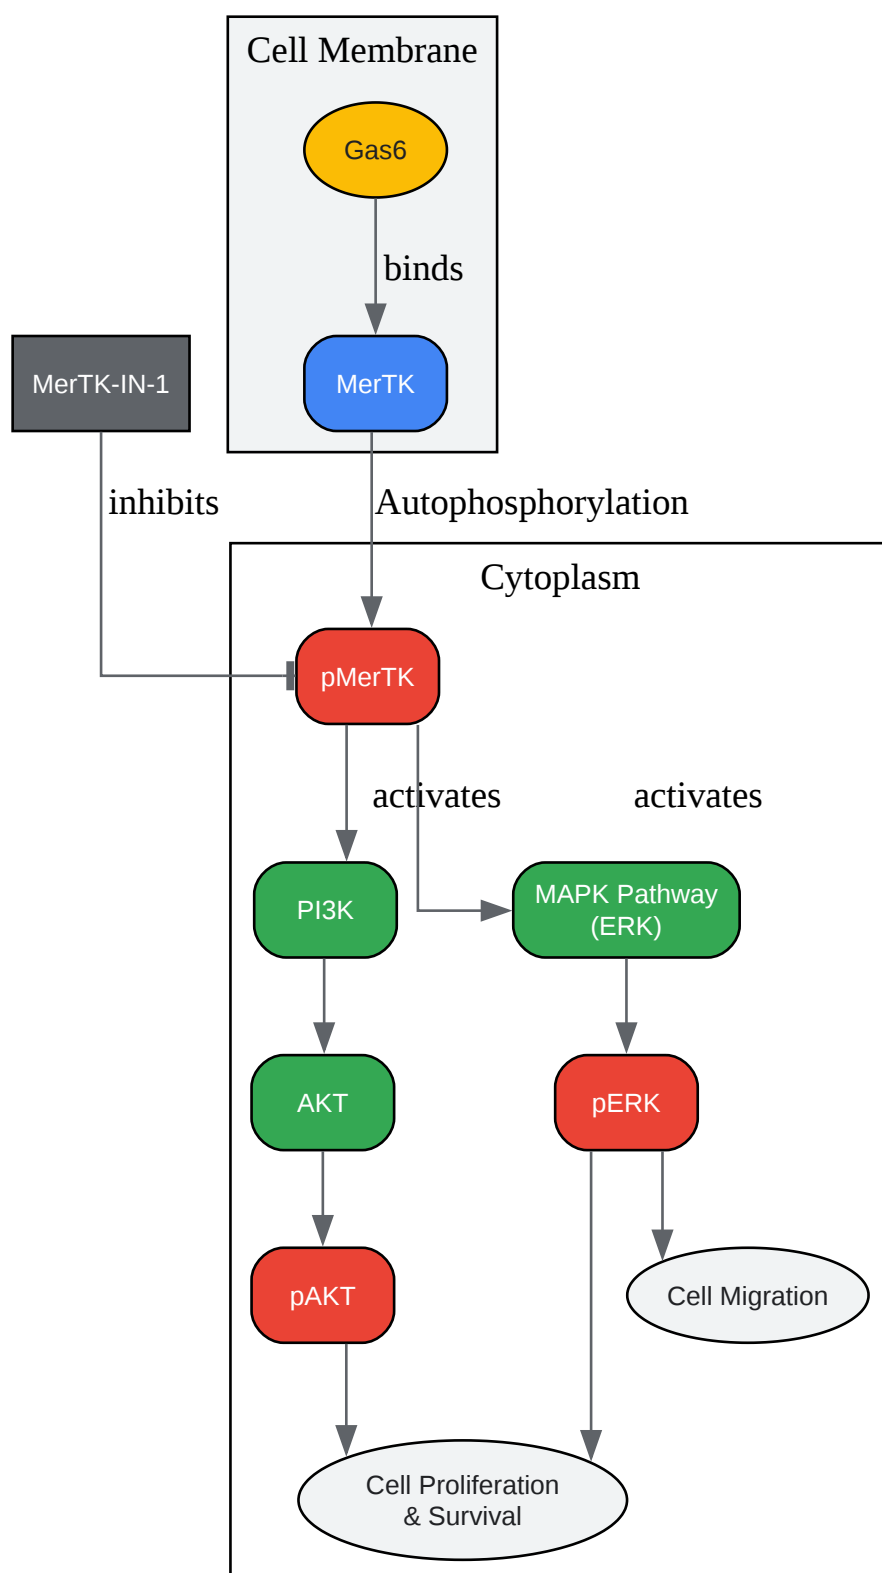 Cell Membrane
Gas6
binds
MerTK-IN-1
MerTK
inhibits
Autophosphorylation
Cytoplasm
pMerTK
activates
activates
PI3K
MAPK Pathway
(ERK)
AKT
pERK
pAKT
Cell Migration
Cell Proliferation
& Survival